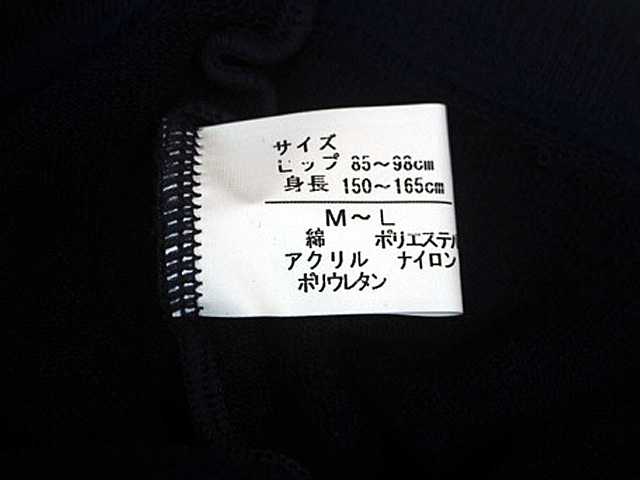 サイズ
ヒップ 85～98cm
身長 150～165cm
M～L
綿 ポリエステル
アクリル ナイロン
ポリウレタン